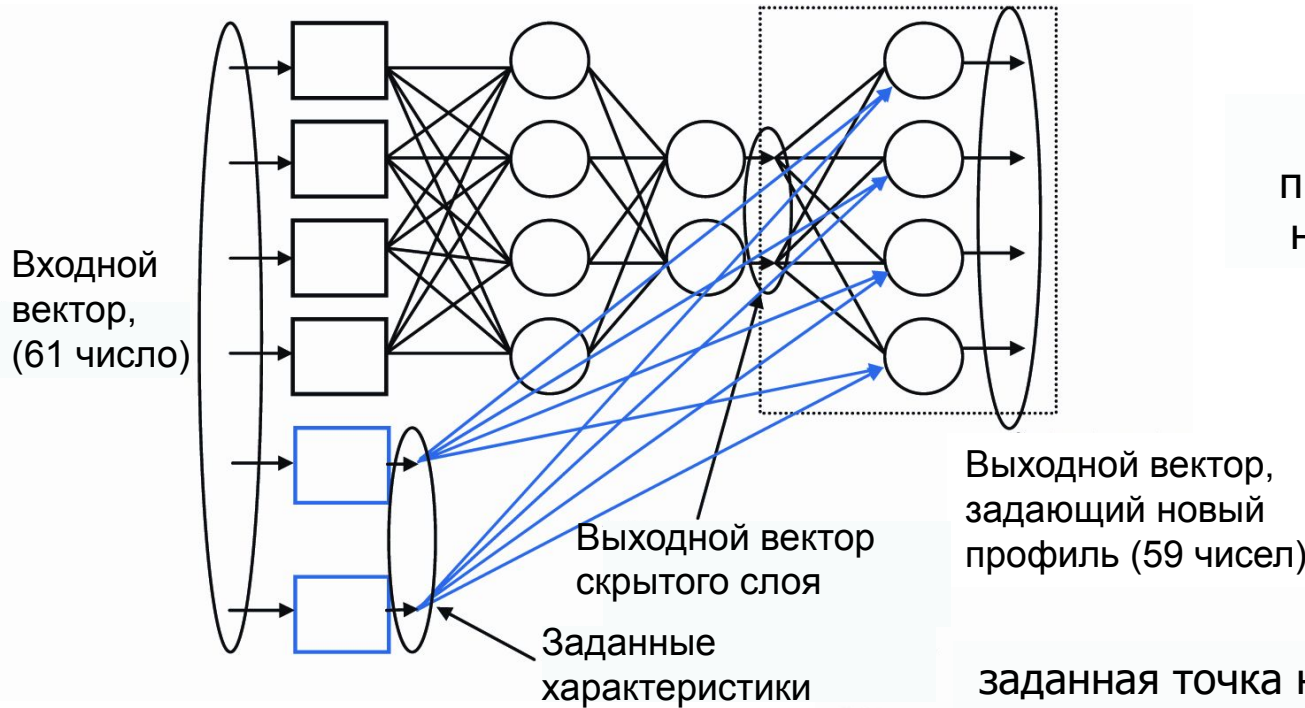 Входной
вектор,
(61 число)
Выходной вектор
скрытого слоя
Заданные
характеристики
Выходной вектор,
задающий новый
профиль (59 чисел)
заданная точка